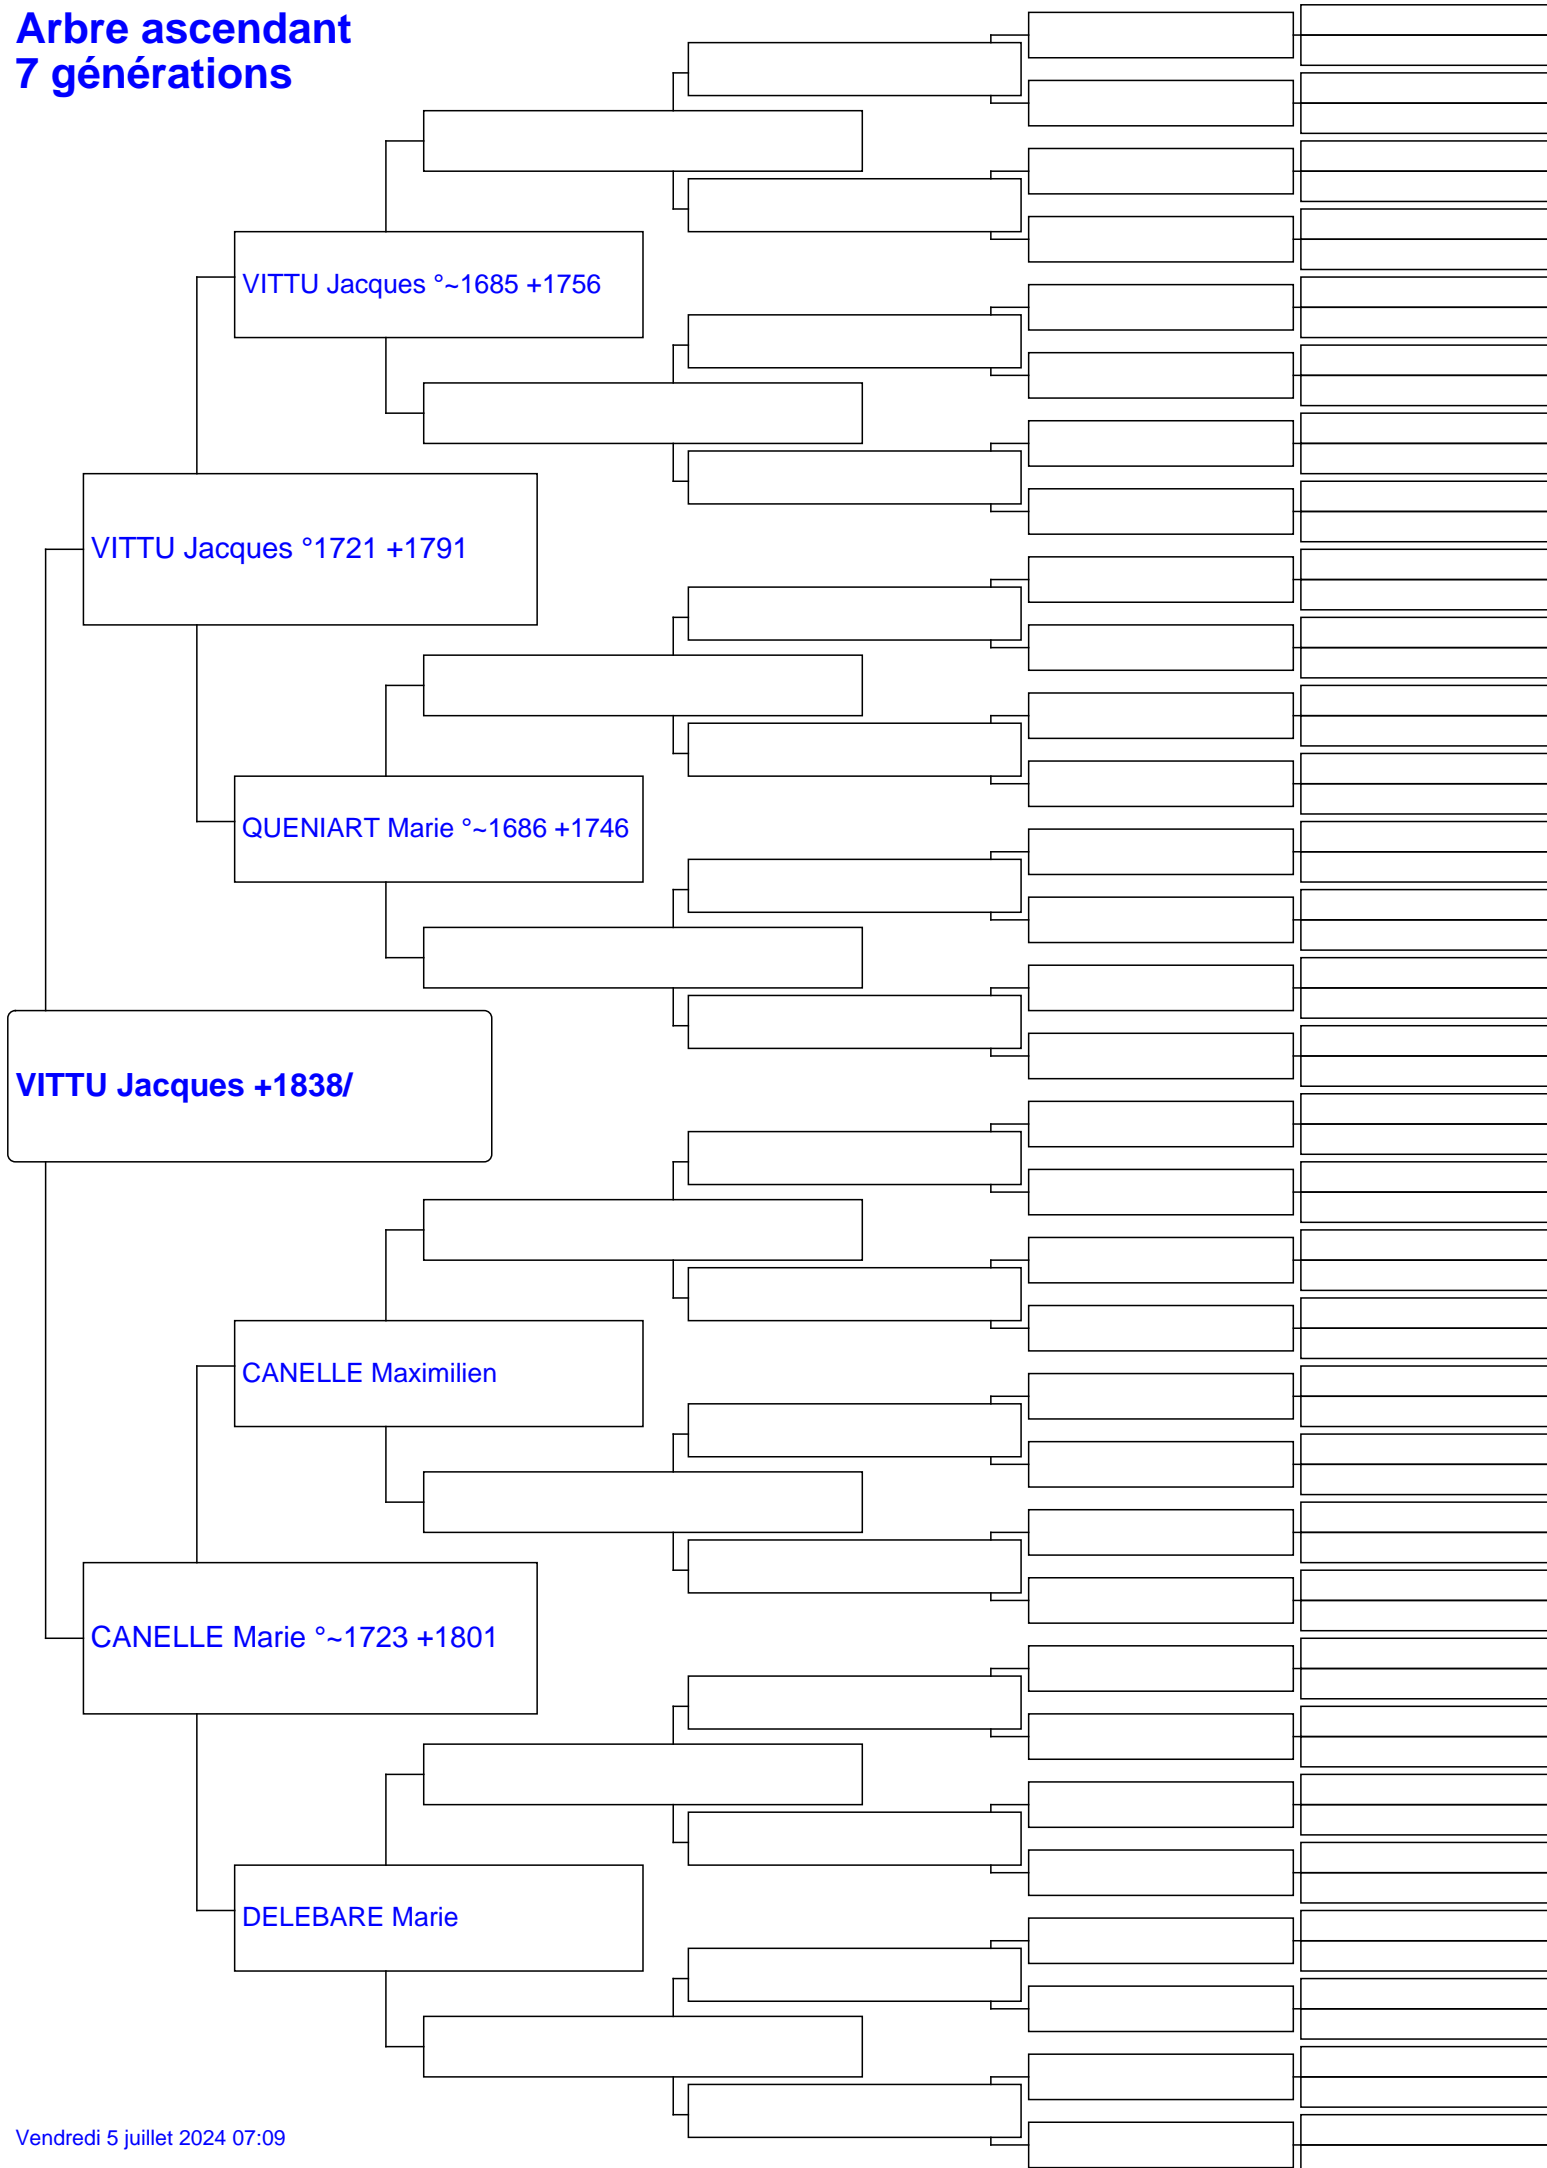 Arbre ascendant
7 générations
VITTU Jacques °~1685 +1756
VITTU Jacques °1721 +1791
QUENIART Marie °~1686 +1746
VITTU Jacques +1838/
CANELLE Maximilien
CANELLE Marie °~1723 +1801
DELEBARE Marie
Vendredi 5 juillet 2024 07:09